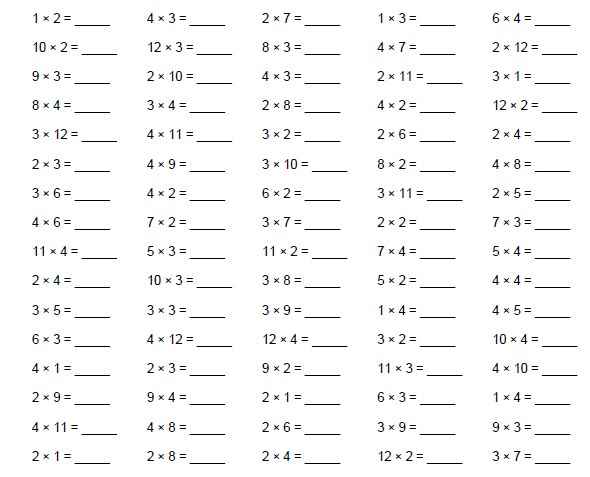 1 × 2 = _____ 4 × 3 = _____ 2 × 7 = _____ 1 × 3 = _____ 6 × 4 = _____
10 × 2 = _____ 12 × 3 = _____ 8 × 3 = _____ 4 × 7 = _____ 2 × 12 = _____
9 × 3 = _____ 2 × 10 = _____ 4 × 3 = _____ 2 × 11 = _____ 3 × 1 = _____
8 × 4 = _____ 3 × 4 = _____ 2 × 8 = _____ 4 × 2 = _____ 12 × 2 = _____
3 × 12 = _____ 4 × 11 = _____ 3 × 2 = _____ 2 × 6 = _____ 2 × 4 = _____
2 × 3 = _____ 4 × 9 = _____ 3 × 10 = _____ 8 × 2 = _____ 4 × 8 = _____
3 × 6 = _____ 4 × 2 = _____ 6 × 2 = _____ 3 × 11 = _____ 2 × 5 = _____
4 × 6 = _____ 7 × 2 = _____ 3 × 7 = _____ 2 × 2 = _____ 7 × 3 = _____
11 × 4 = _____ 5 × 3 = _____ 11 × 2 = _____ 7 × 4 = _____ 5 × 4 = _____
2 × 4 = _____ 10 × 3 = _____ 3 × 8 = _____ 5 × 2 = _____ 4 × 4 = _____
3 × 5 = _____ 3 × 3 = _____ 3 × 9 = _____ 1 × 4 = _____ 4 × 5 = _____
6 × 3 = _____ 4 × 12 = _____ 12 × 4 = _____ 3 × 2 = _____ 10 × 4 = _____
4 × 1 = _____ 2 × 3 = _____ 9 × 2 = _____ 11 × 3 = _____ 4 × 10 = _____
2 × 9 = _____ 9 × 4 = _____ 2 × 1 = _____ 6 × 3 = _____ 1 × 4 = _____
4 × 11 = _____ 4 × 8 = _____ 2 × 6 = _____ 3 × 9 = _____ 9 × 3 = _____
2 × 1 = _____ 2 × 8 = _____ 2 × 4 = _____ 12 × 2 = _____ 3 × 7 = _____